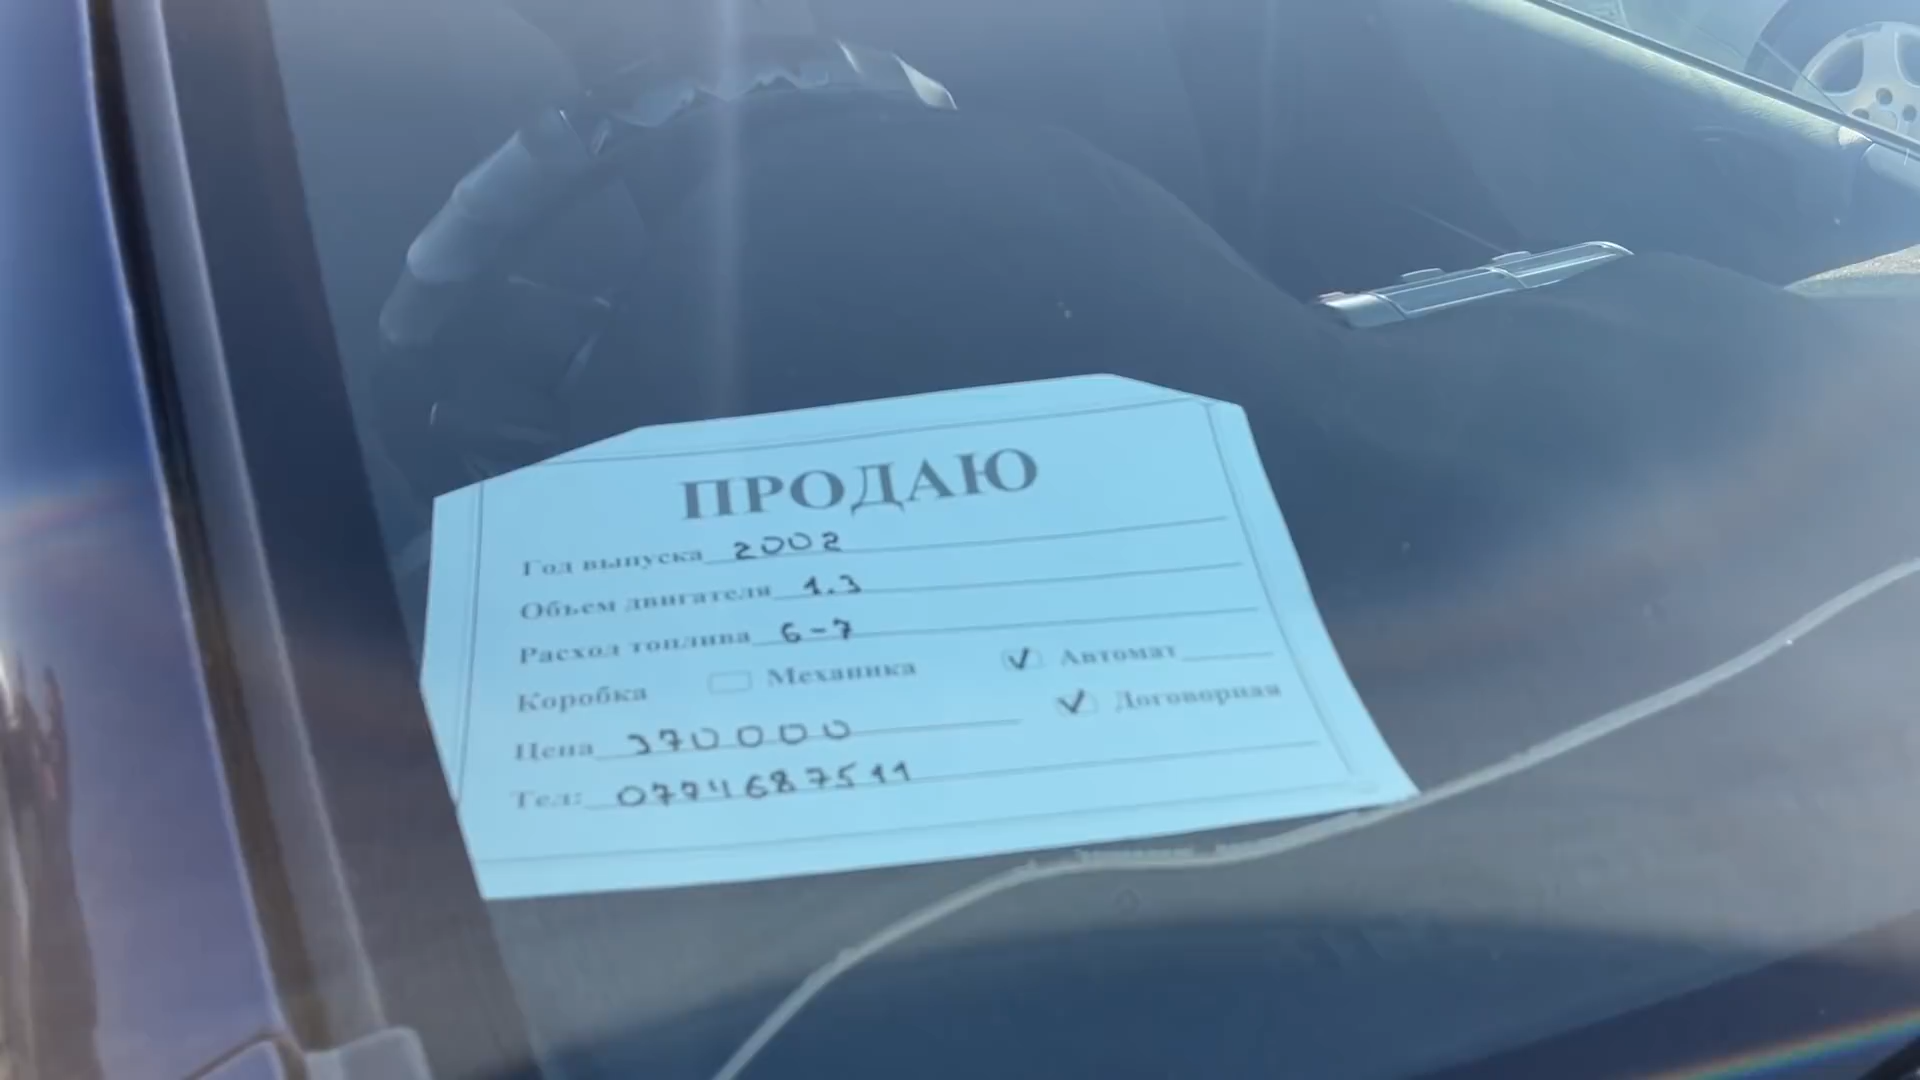 ПРОДАЮ
Год выпуска 2002
Объем двигателя 1.3
Расход топлива 6-7
Коробка Механика ✓ Автомат
Цена 370000 ✓ Договорная
Тел: 0774687511